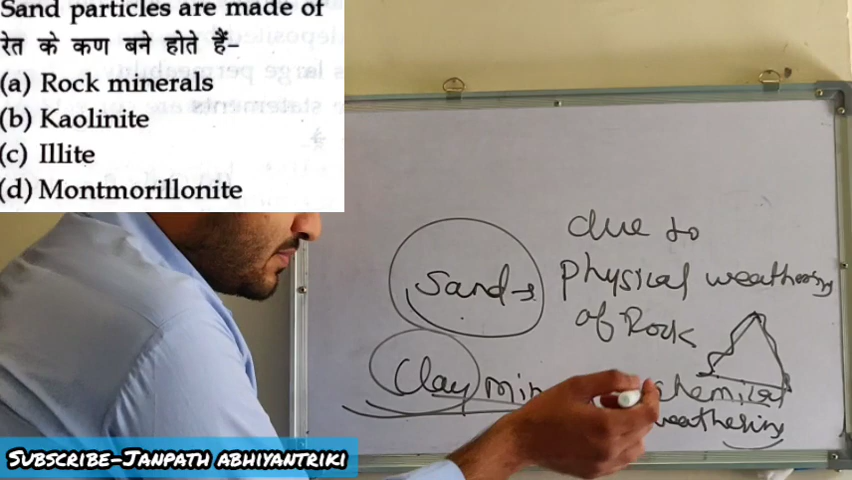 Sand particles are made of
रेत के कण बने होते हैं–
(a) Rock minerals
(b) Kaolinite
(c) Illite
(d) Montmorillonite
due to
Sand → physical weathering
of Rock
Clay min chemical
weathering
SUBSCRIBE-JANPATH ABHIYANTRIKI